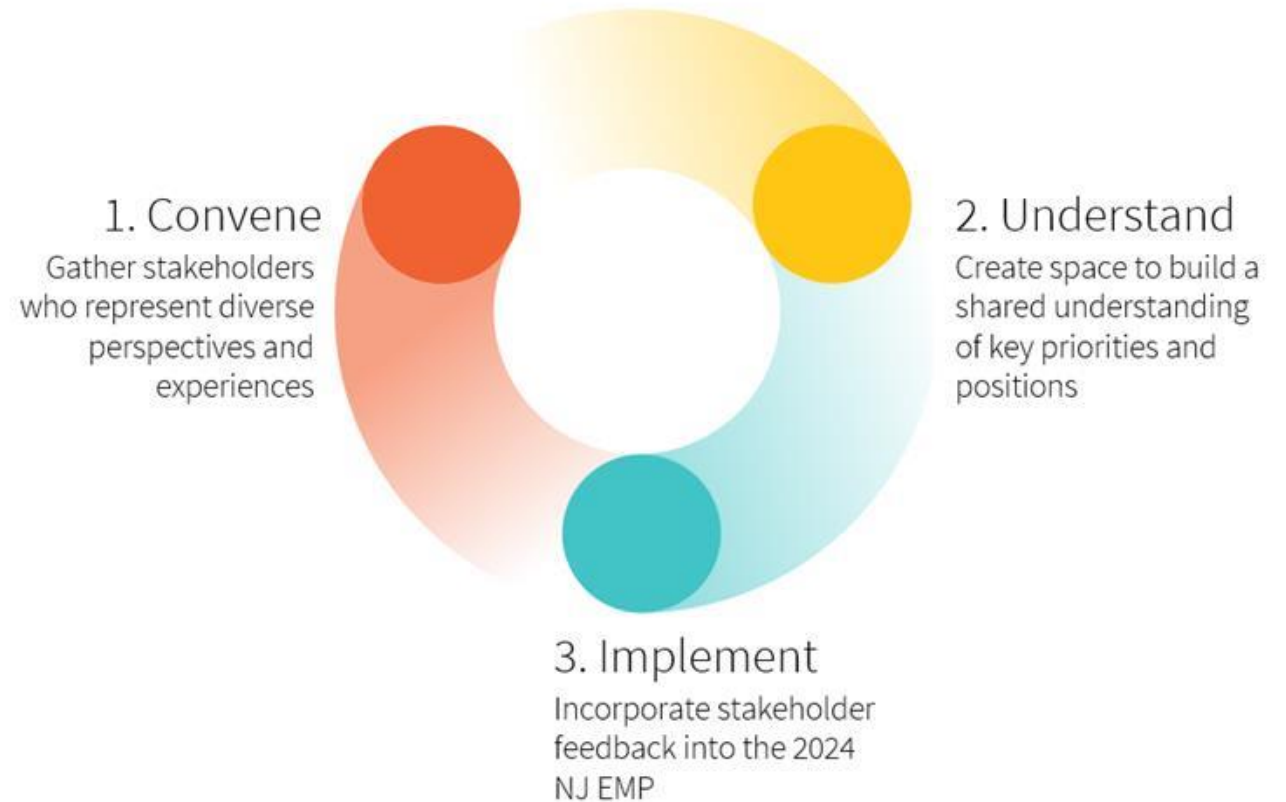 1. Convene
Gather stakeholders
who represent diverse
perspectives and
experiences
2. Understand
Create space to build a
shared understanding
of key priorities and
positions
3. Implement
Incorporate stakeholder
feedback into the 2024
NJ EMP